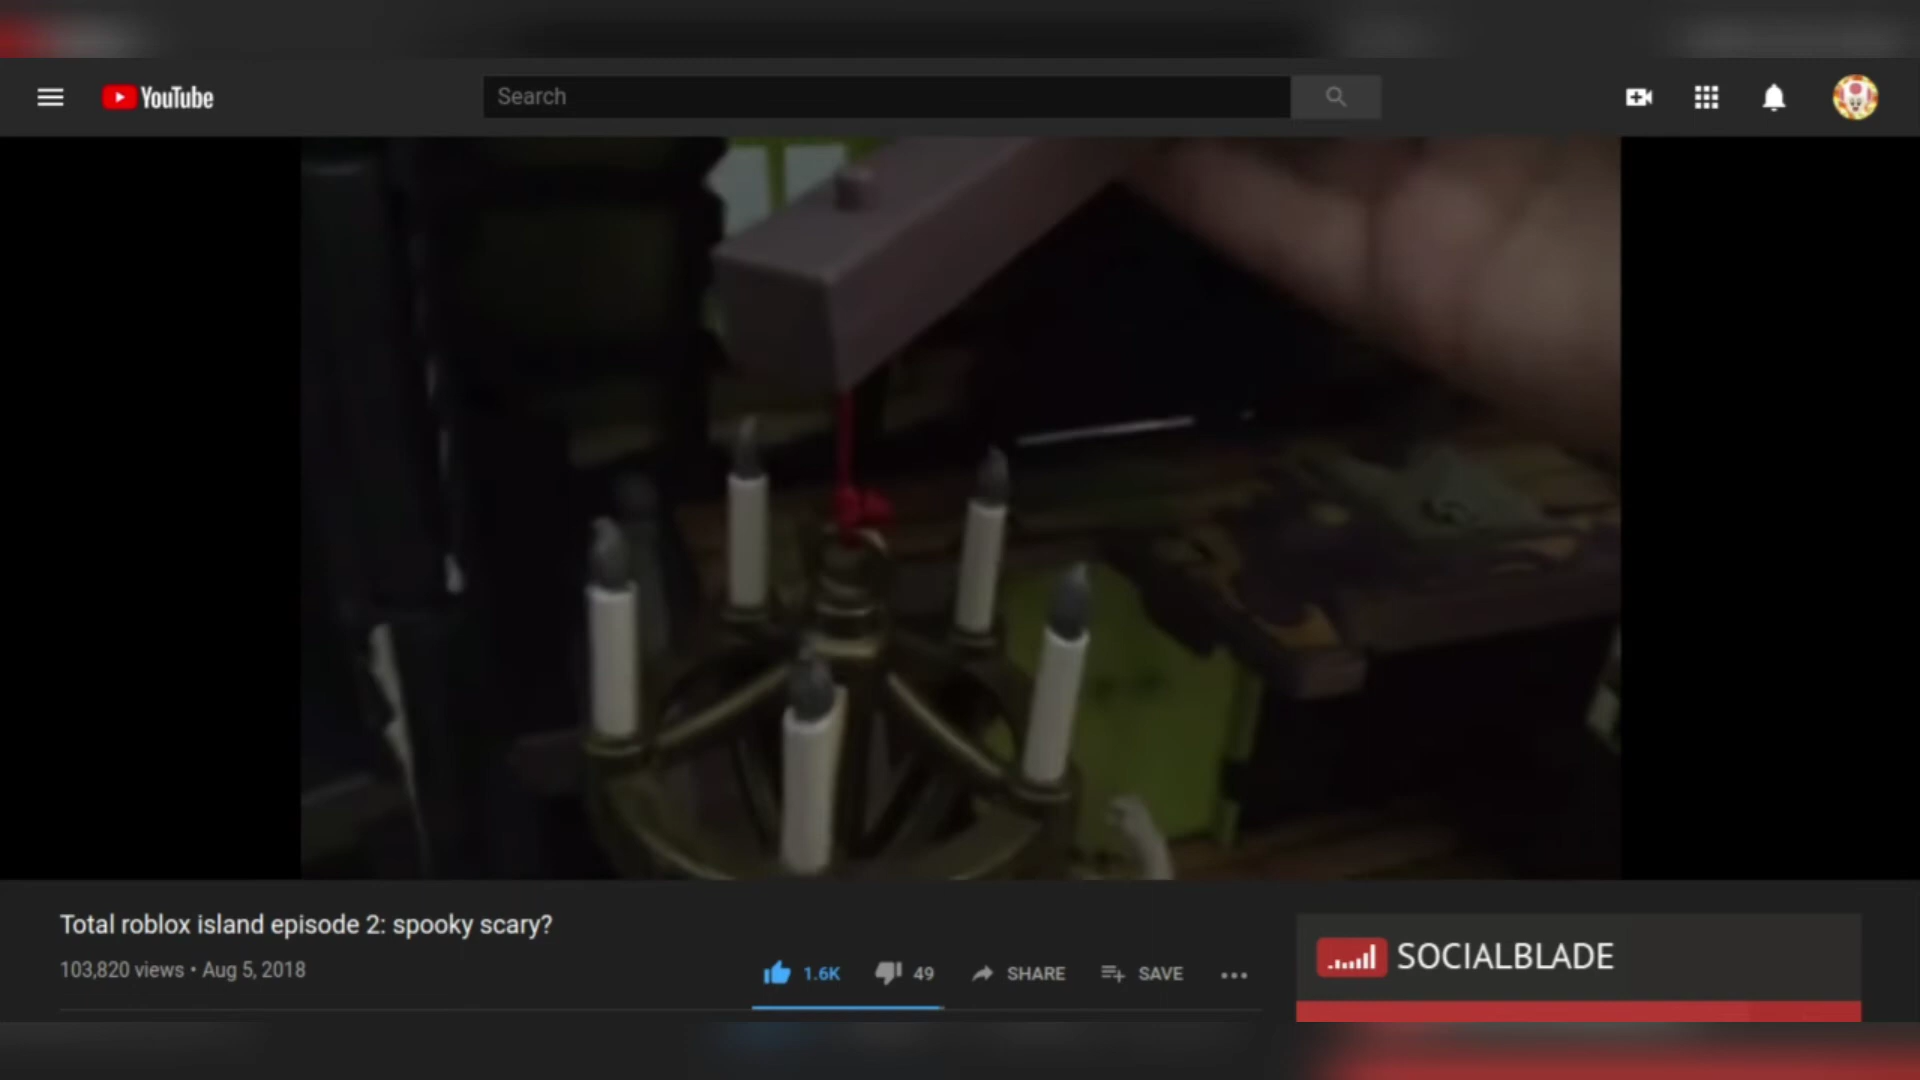 YouTube
Search
Total roblox island episode 2: spooky scary?
103,820 views • Aug 5, 2018
1.6K
49
SHARE
SAVE
SOCIALBLADE